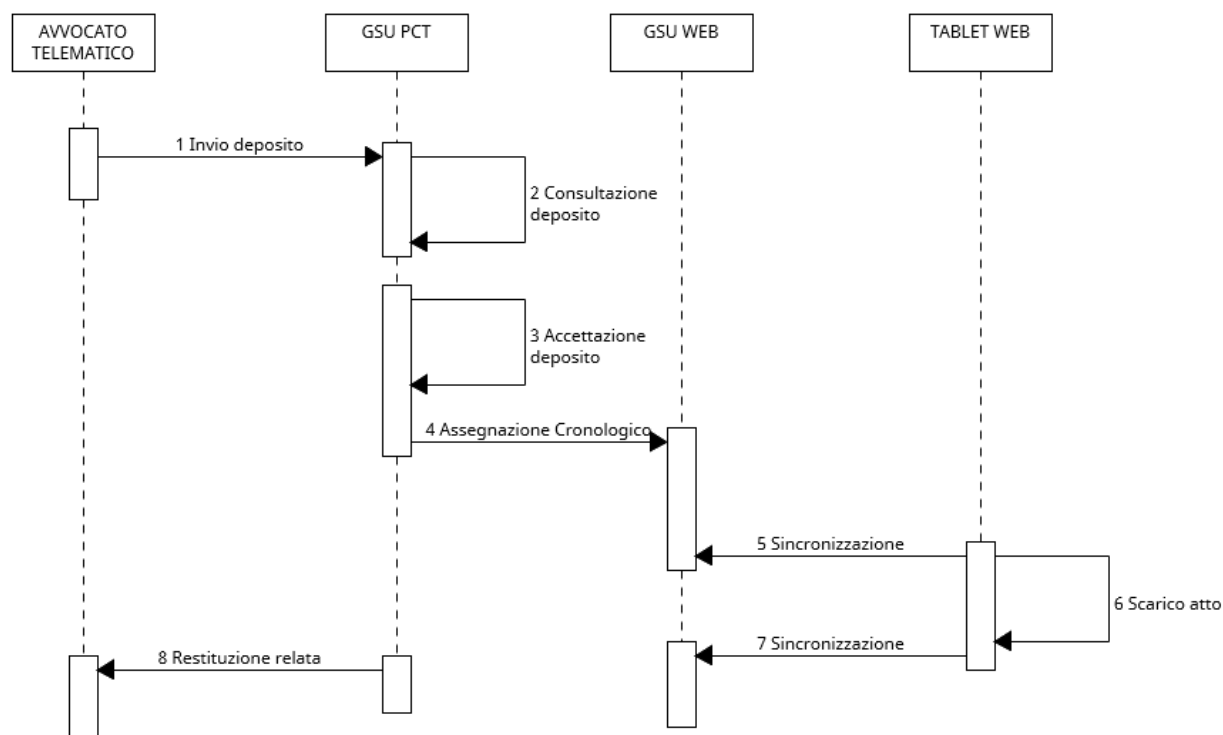 AVVOCATO
TELEMATICO
GSU PCT
GSU WEB
TABLET WEB
1 Invio deposito
2 Consultazione
deposito
3 Accettazione
deposito
4 Assegnazione Cronologico
5 Sincronizzazione
6 Scarico atto
7 Sincronizzazione
8 Restituzione relata